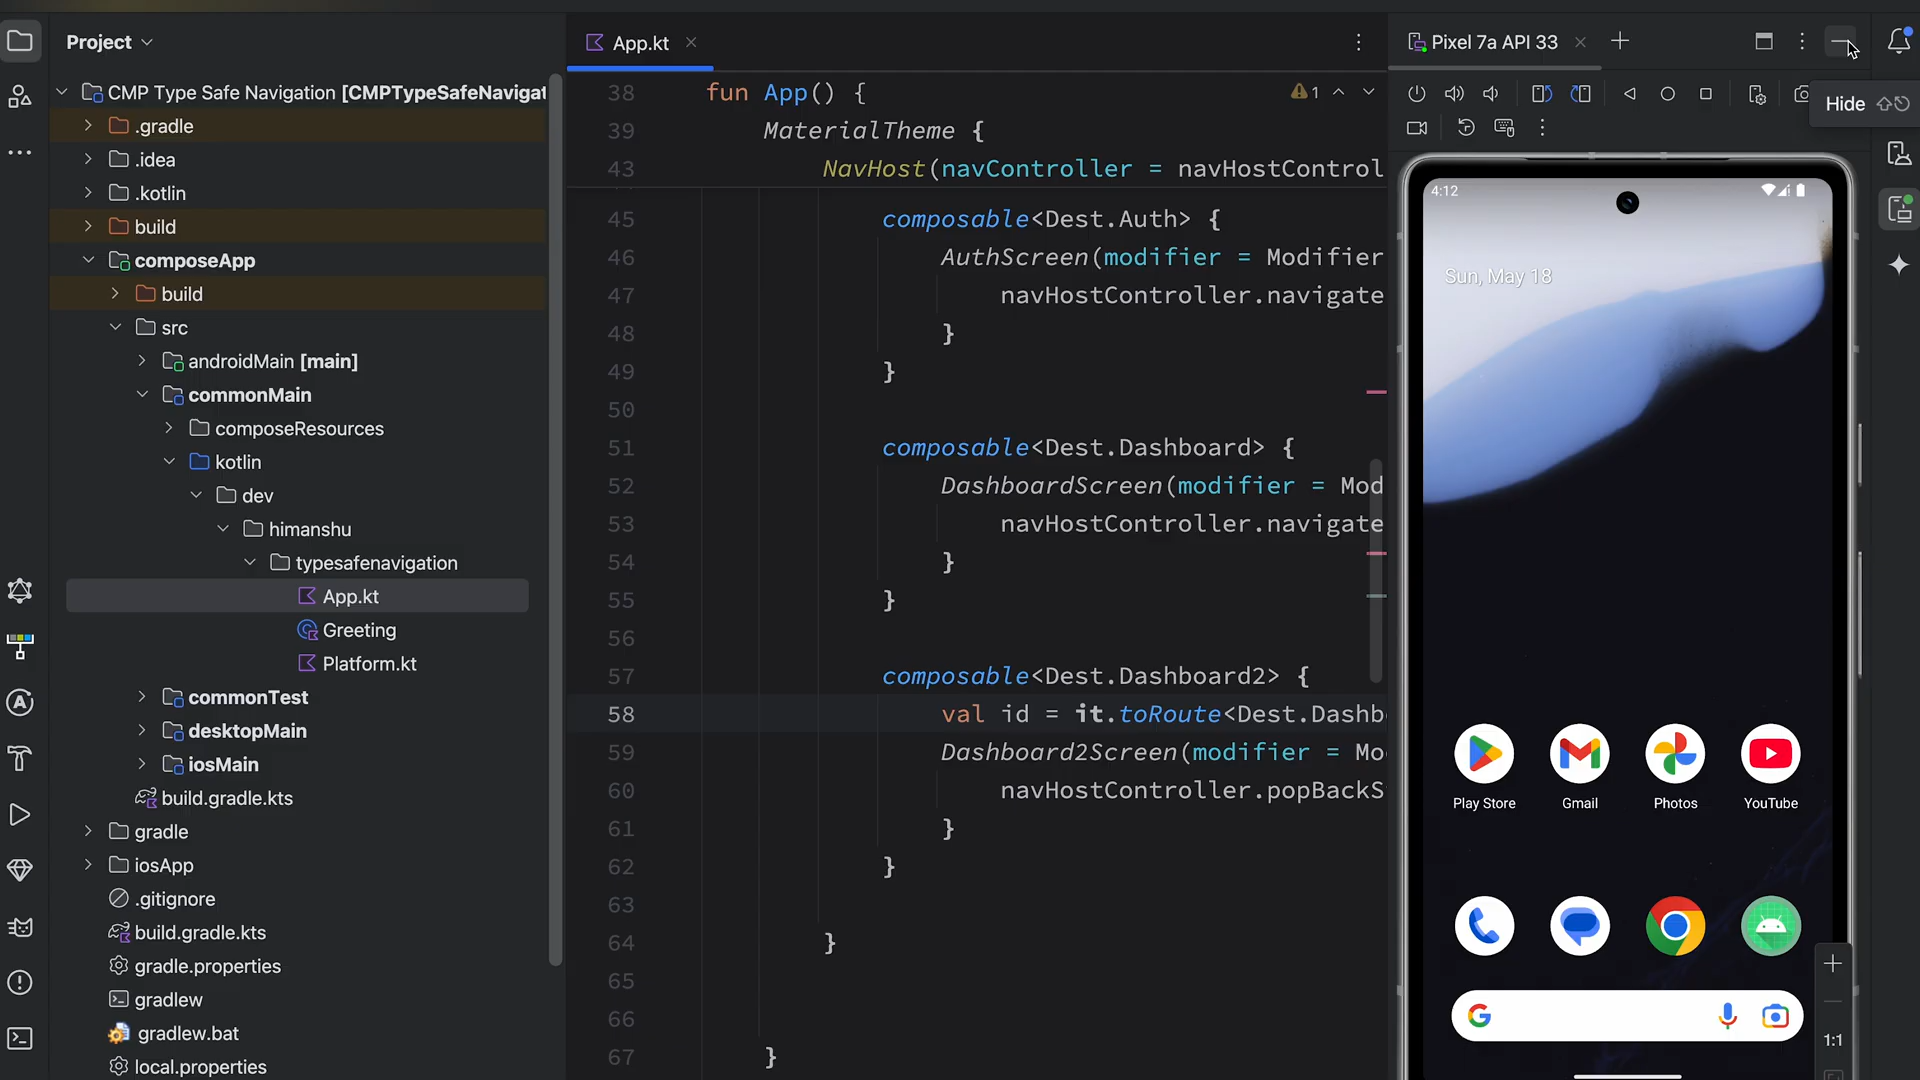 Project
CMP Type Safe Navigation [CMPTypeSafeNavigat
.gradle
.idea
.kotlin
build
composeApp
build
src
androidMain [main]
commonMain
composeResources
kotlin
dev
himanshu
typesafenavigation
App.kt
Greeting
Platform.kt
commonTest
desktopMain
iosMain
build.gradle.kts
gradle
iosApp
.gitignore
build.gradle.kts
gradle.properties
gradlew
gradlew.bat
local.properties
App.kt
38 fun App() {
39 MaterialTheme {
43 NavHost(navController = navHostControl
45 composable<Dest.Auth> {
46 AuthScreen(modifier = Modifier
47 navHostController.navigate
48 }
49 }
50
51 composable<Dest.Dashboard> {
52 DashboardScreen(modifier = Mod
53 navHostController.navigate
54 }
55 }
56
57 composable<Dest.Dashboard2> {
58 val id = it.toRoute<Dest.Dashb
59 Dashboard2Screen(modifier = Mo
60 navHostController.popBackS
61 }
62 }
63
64 }
65
66
67 }
1
Pixel 7a API 33
Hide ⇧⎋
4:12
Sun, May 18
Play Store Gmail Photos YouTube
1:1